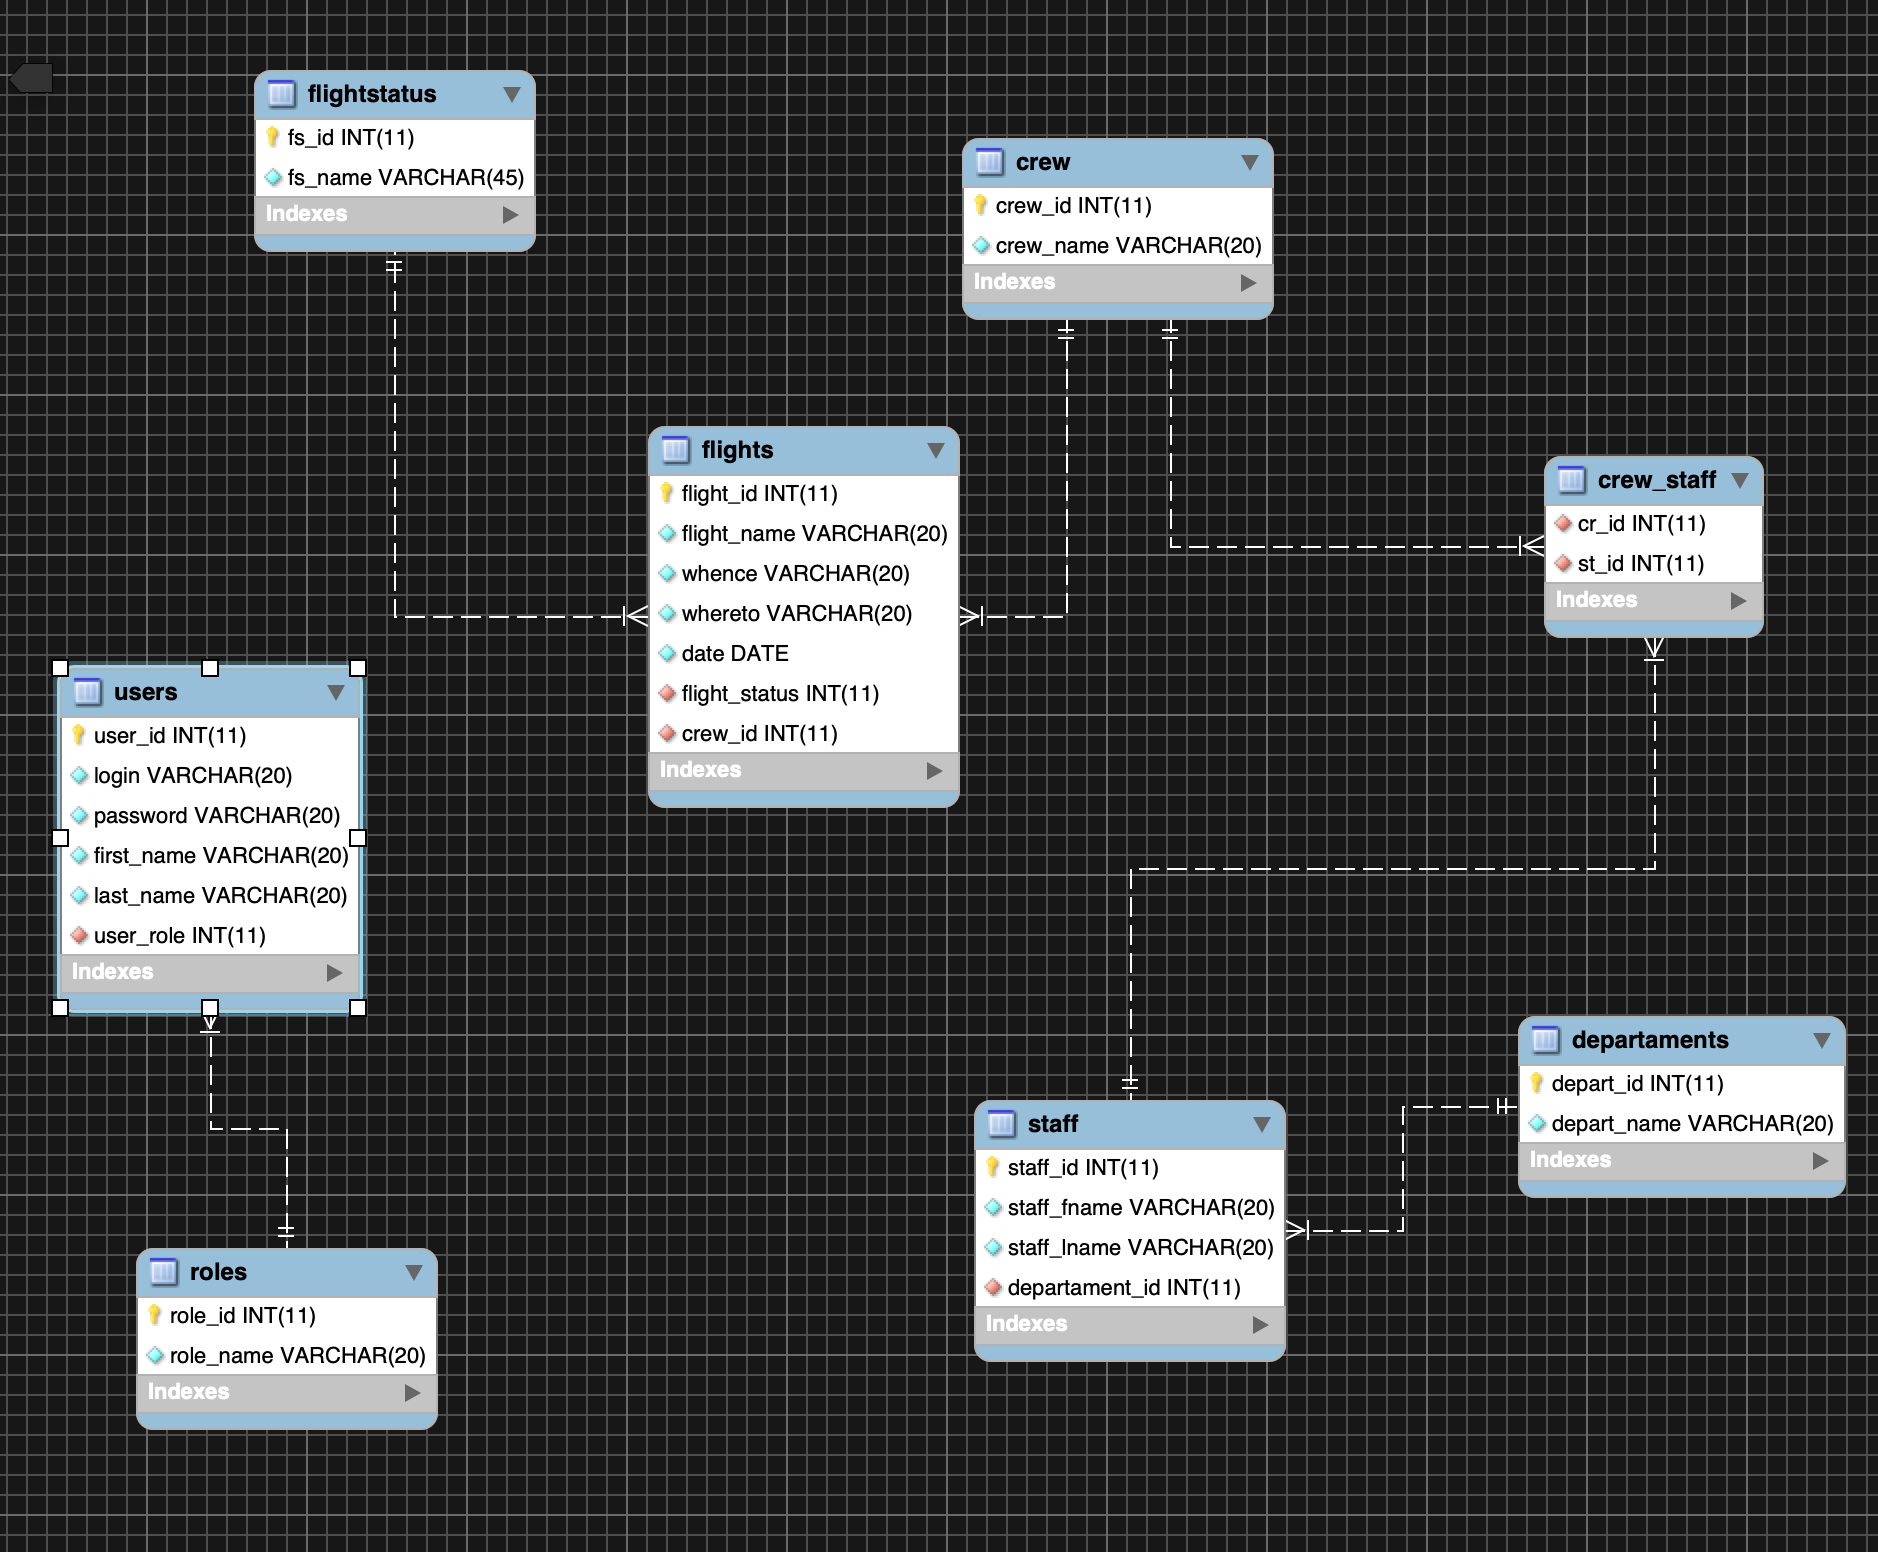 flightstatus
fs_id INT(11)
fs_name VARCHAR(45)
Indexes
crew
crew_id INT(11)
crew_name VARCHAR(20)
Indexes
flights
flight_id INT(11)
flight_name VARCHAR(20)
whence VARCHAR(20)
whereto VARCHAR(20)
date DATE
flight_status INT(11)
crew_id INT(11)
Indexes
crew_staff
cr_id INT(11)
st_id INT(11)
Indexes
users
user_id INT(11)
login VARCHAR(20)
password VARCHAR(20)
first_name VARCHAR(20)
last_name VARCHAR(20)
user_role INT(11)
Indexes
departaments
depart_id INT(11)
depart_name VARCHAR(20)
Indexes
staff
staff_id INT(11)
staff_fname VARCHAR(20)
staff_lname VARCHAR(20)
departament_id INT(11)
Indexes
roles
role_id INT(11)
role_name VARCHAR(20)
Indexes